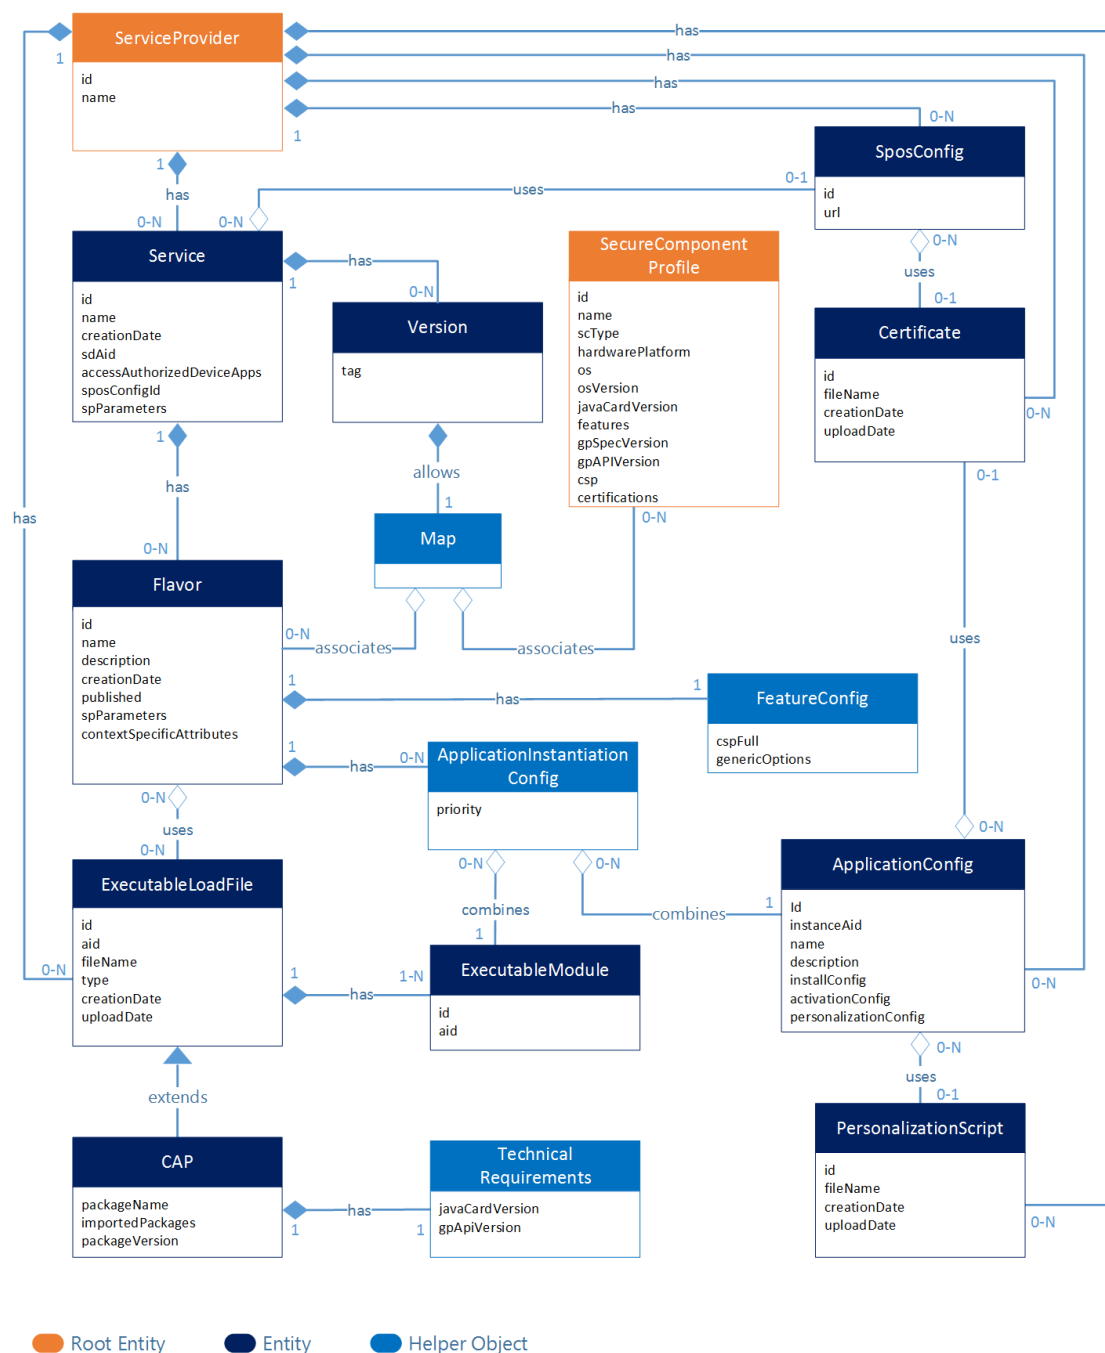 ServiceProvider
id
name
1
1
has
has
has
has
0-N
SposConfig
id
url
1
has
0-N
0-N
uses
0-1
Service
id
name
creationDate
sdAid
accessAuthorizedDeviceApps
sposConfigId
spParameters
1
has
0-N
Version
tag
SecureComponent
Profile
id
name
scType
hardwarePlatform
os
osVersion
javaCardVersion
features
gpSpecVersion
gpAPIVersion
csp
certifications
0-N
0-N
uses
0-1
Certificate
id
fileName
creationDate
uploadDate
0-N
0-1
1
has
0-N
allows
1
Map
has
Flavor
id
name
description
creationDate
published
spParameters
contextSpecificAttributes
0-N
associates
associates
uses
1
has
1
FeatureConfig
cspFull
genericOptions
1
has
0-N
ApplicationInstantiation
Config
priority
0-N
uses
0-N
0-N
ExecutableLoadFile
id
aid
fileName
type
creationDate
uploadDate
0-N
0-N
combines
1
0-N
combines
1
ApplicationConfig
Id
instanceAid
name
description
installConfig
activationConfig
personalizationConfig
0-N
1
has
1-N
ExecutableModule
id
aid
0-N
uses
0-1
extends
CAP
packageName
importedPackages
packageVersion
has
1
1
Technical
Requirements
javaCardVersion
gpApiVersion
PersonalizationScript
id
fileName
creationDate
uploadDate
0-N
Root Entity
Entity
Helper Object